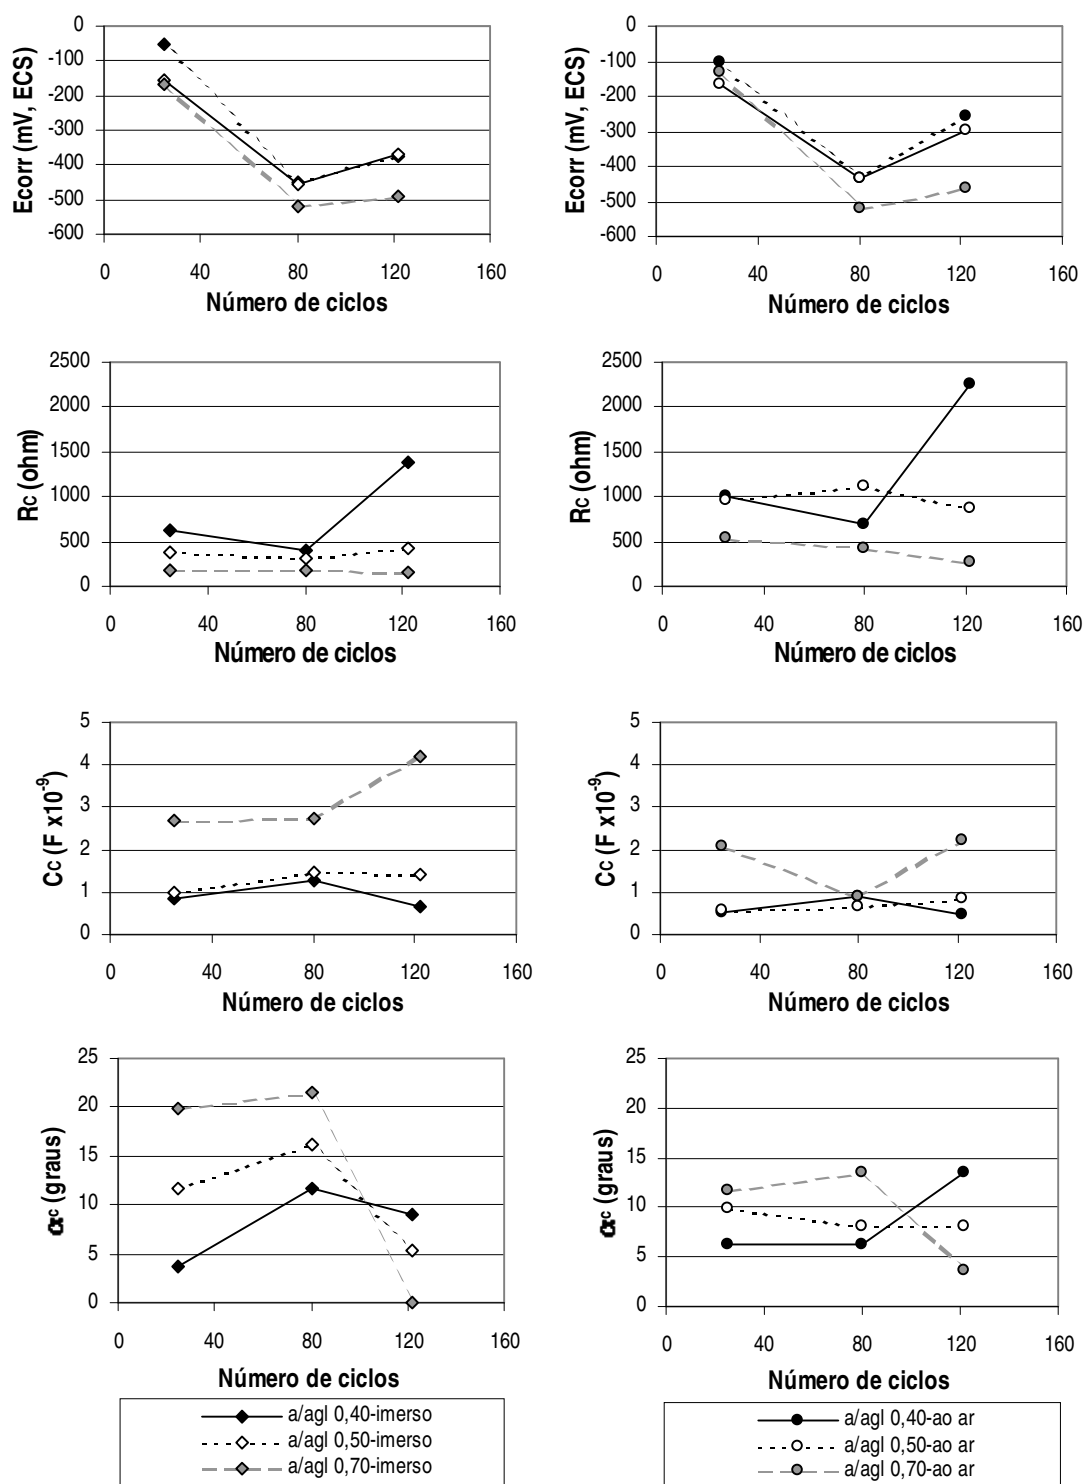 0
-100
-200
-300
-400
-500
-600
Ecorr (mV, ECS)
0 40 80 120 160
Número de ciclos
0
-100
-200
-300
-400
-500
-600
Ecorr (mV, ECS)
0 40 80 120 160
Número de ciclos
2500
2000
1500
1000
500
0
Rc (ohm)
0 40 80 120 160
Número de ciclos
2500
2000
1500
1000
500
0
Rc (ohm)
0 40 80 120 160
Número de ciclos
5
4
3
2
1
0
Cc (F x10⁻⁹)
0 40 80 120 160
Número de ciclos
5
4
3
2
1
0
Cc (F x10⁻⁹)
0 40 80 120 160
Número de ciclos
25
20
15
10
5
0
αc (graus)
0 40 80 120 160
Número de ciclos
25
20
15
10
5
0
αc (graus)
0 40 80 120 160
Número de ciclos
a/agl 0,40-imerso
a/agl 0,50-imerso
a/agl 0,70-imerso
a/agl 0,40-ao ar
a/agl 0,50-ao ar
a/agl 0,70-ao ar